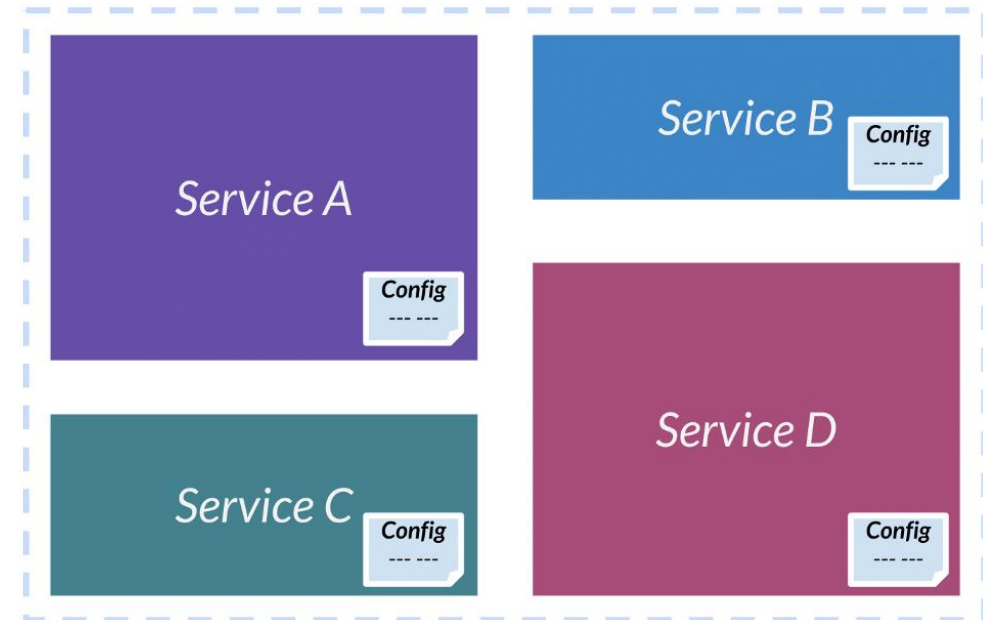 Service A
Config
--- ---
Service B
Config
--- ---
Service C
Config
--- ---
Service D
Config
--- ---